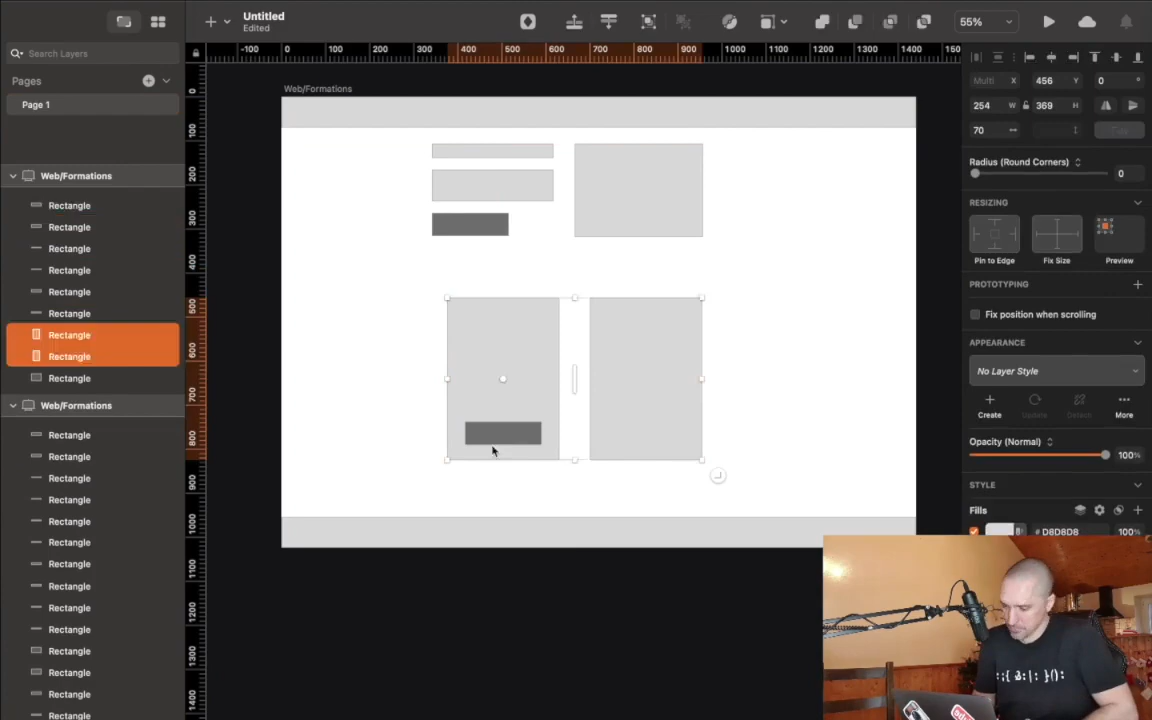 Untitled
Edited
55%
Search Layers
Pages
Page 1
-100 0 100 200 300 400 500 600 700 800 900 1000 1100 1200 1300 1400 150
0
100
200
300
400
500
600
700
800
900
1000
1100
1200
1300
1400
Web/Formations
Web/Formations
Rectangle
Rectangle
Rectangle
Rectangle
Rectangle
Rectangle
Rectangle
Rectangle
Rectangle
Web/Formations
Rectangle
Rectangle
Rectangle
Rectangle
Rectangle
Rectangle
Rectangle
Rectangle
Rectangle
Rectangle
Rectangle
Rectangle
Rectangle
Rectangle
Multi X 456 Y 0 °
254 W 369 H
70
Radius (Round Corners)
0
RESIZING
Pin to Edge Fix Size Preview
PROTOTYPING
Fix position when scrolling
APPEARANCE
No Layer Style
Create Update Detach More
Opacity (Normal)
100%
STYLE
Fills
# D8D8D8 100%